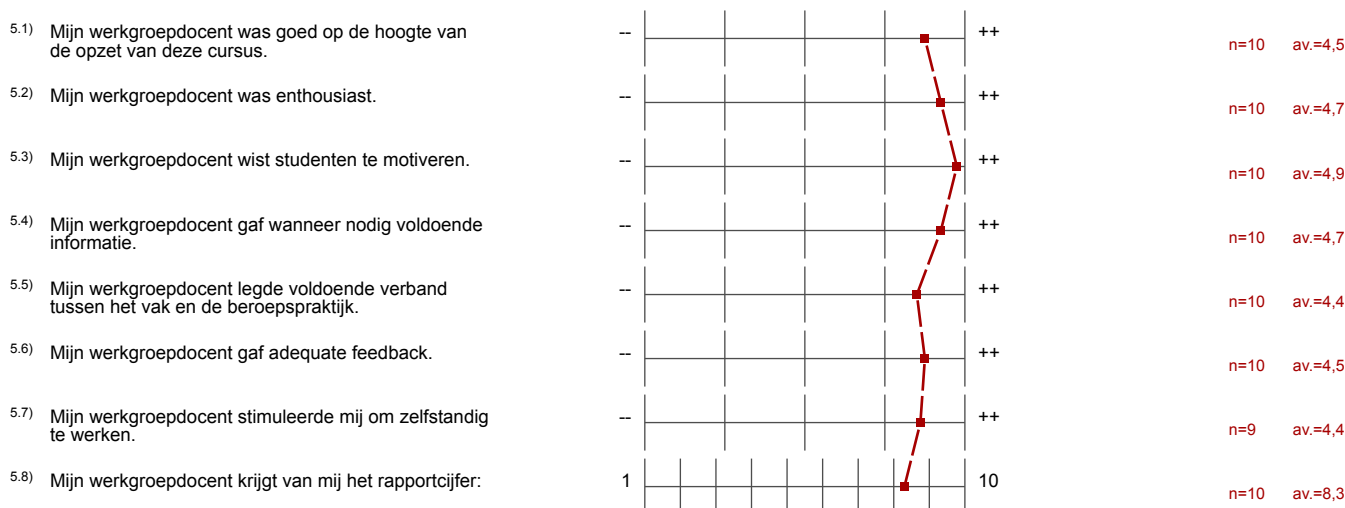 5.1) Mijn werkgroepdocent was goed op de hoogte van
de opzet van deze cursus.
-- ++ n=10 av.=4,5
5.2) Mijn werkgroepdocent was enthousiast.
-- ++ n=10 av.=4,7
5.3) Mijn werkgroepdocent wist studenten te motiveren.
-- ++ n=10 av.=4,9
5.4) Mijn werkgroepdocent gaf wanneer nodig voldoende
informatie.
-- ++ n=10 av.=4,7
5.5) Mijn werkgroepdocent legde voldoende verband
tussen het vak en de beroepspraktijk.
-- ++ n=10 av.=4,4
5.6) Mijn werkgroepdocent gaf adequate feedback.
-- ++ n=10 av.=4,5
5.7) Mijn werkgroepdocent stimuleerde mij om zelfstandig
te werken.
-- ++ n=9 av.=4,4
5.8) Mijn werkgroepdocent krijgt van mij het rapportcijfer:
1 10 n=10 av.=8,3